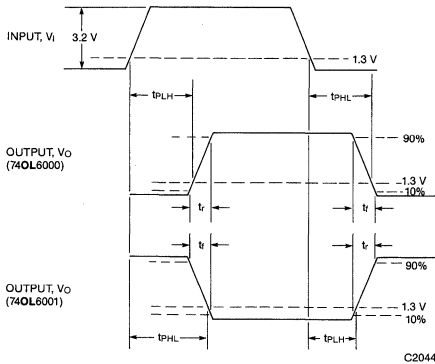 INPUT, VI
3.2 V
1.3 V
tPLH
tPHL
OUTPUT, VO
(74OL6000)
90%
1.3 V
10%
tr
tf
tf
tr
OUTPUT, VO
(74OL6001)
90%
1.3 V
10%
tPHL
tPLH
C2044